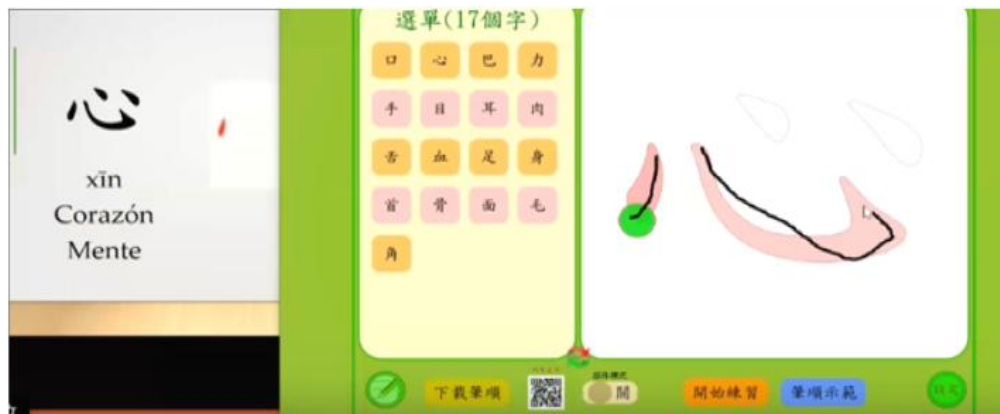 心
xīn
Corazón
Mente
選單(17個字)
口 心 巴 力
手 目 耳 肉
舌 血 足 身
首 骨 面 毛
角
下載筆順
關
開始練習
筆順示範